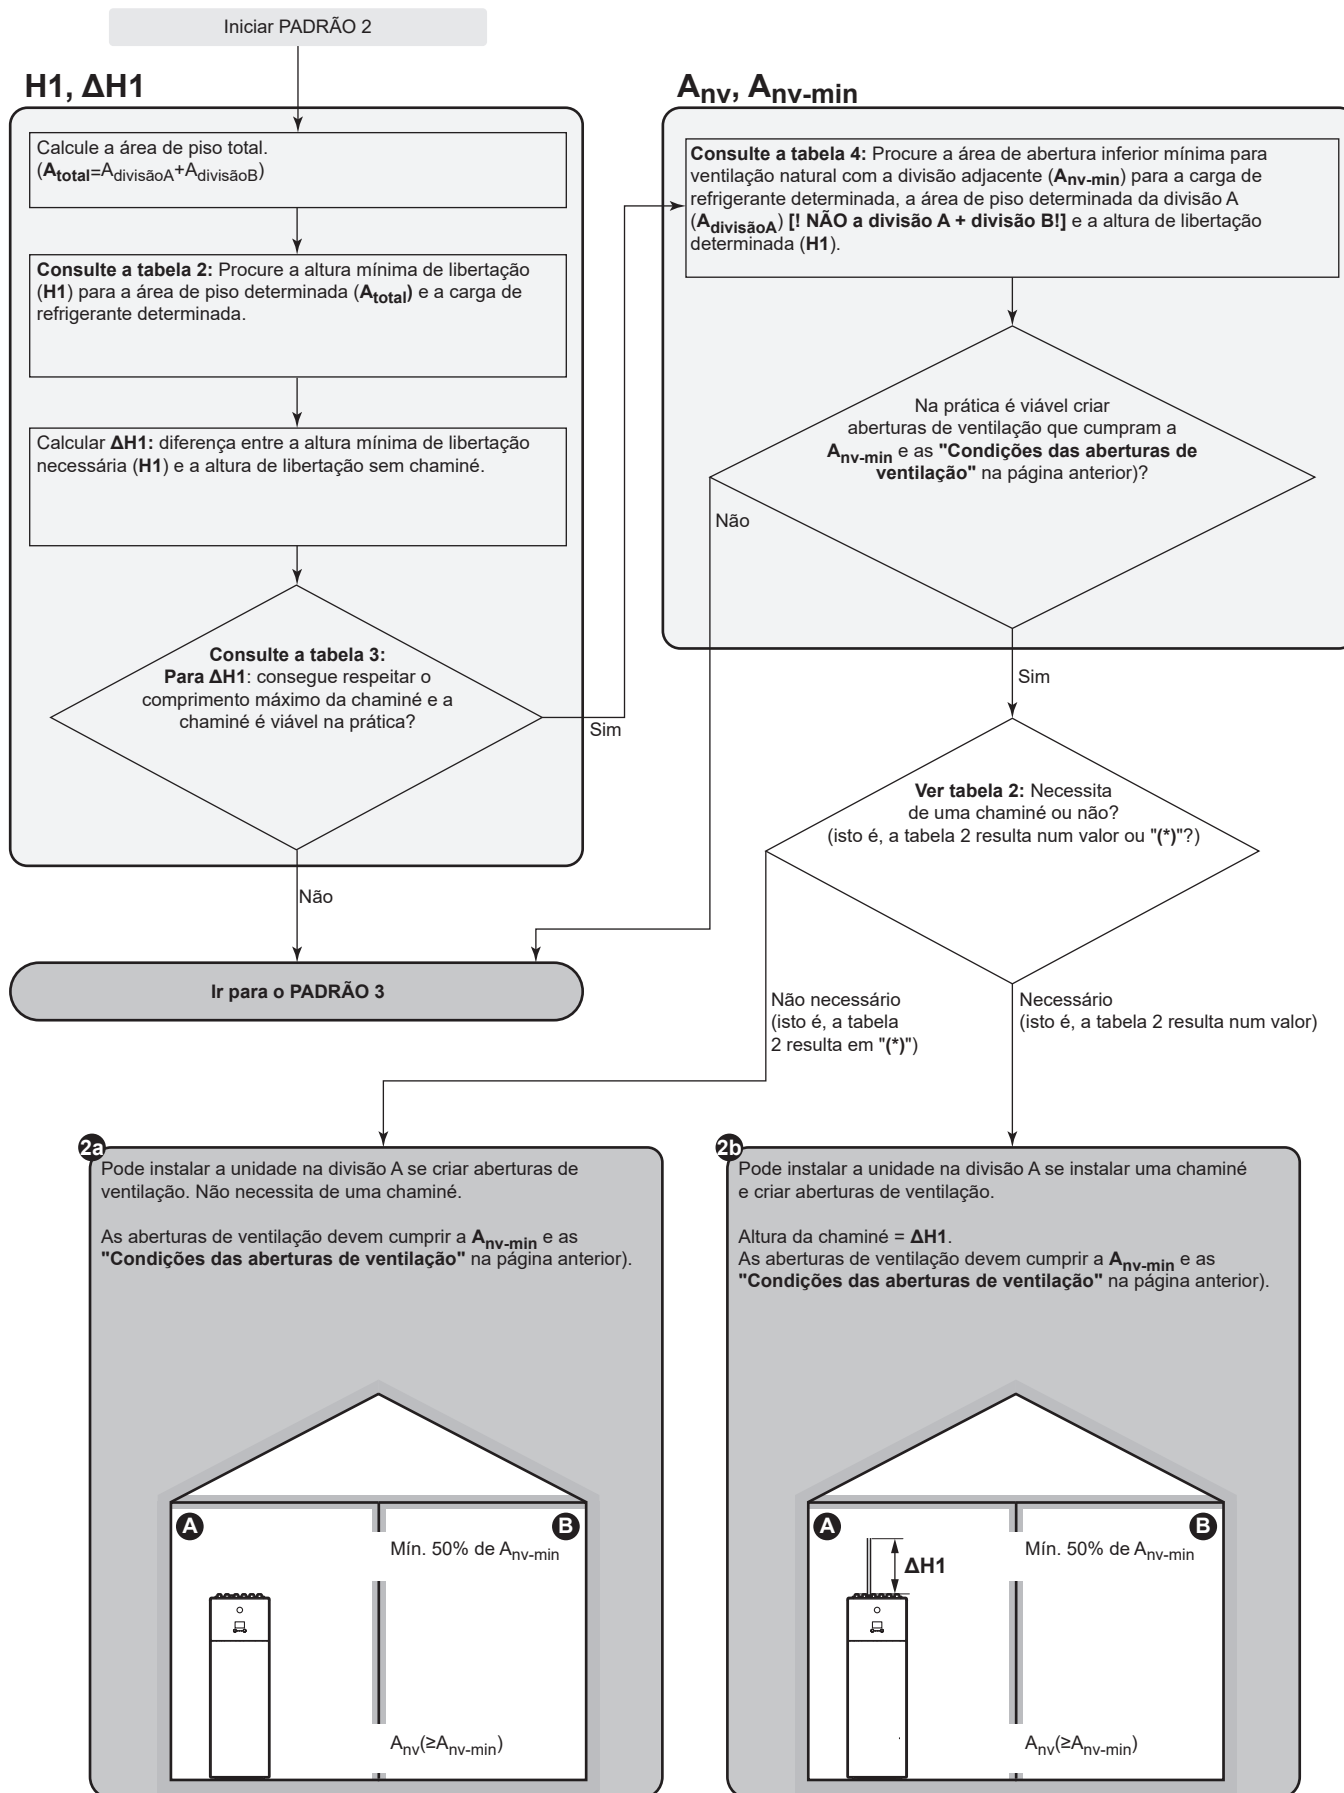 Iniciar PADRÃO 2
H1, ΔH1
Calcule a área de piso total.
(Atotal=AdivisãoA+AdivisãoB)
Consulte a tabela 2: Procure a altura mínima de libertação
(H1) para a área de piso determinada (Atotal) e a carga de
refrigerante determinada.
Calcular ΔH1: diferença entre a altura mínima de libertação
necessária (H1) e a altura de libertação sem chaminé.
Consulte a tabela 3:
Para ΔH1: consegue respeitar o
comprimento máximo da chaminé e a
chaminé é viável na prática?
Sim
Não
Ir para o PADRÃO 3
Anv, Anv-min
Consulte a tabela 4: Procure a área de abertura inferior mínima para
ventilação natural com a divisão adjacente (Anv-min) para a carga de
refrigerante determinada, a área de piso determinada da divisão A
(AdivisãoA) [! NÃO a divisão A + divisão B!] e a altura de libertação
determinada (H1).
Na prática é viável criar
aberturas de ventilação que cumpram a
Anv-min e as "Condições das aberturas de
ventilação" na página anterior)?
Não
Sim
Ver tabela 2: Necessita
de uma chaminé ou não?
(isto é, a tabela 2 resulta num valor ou "(*)"?)
Não necessário
(isto é, a tabela
2 resulta em "(*)")
Necessário
(isto é, a tabela 2 resulta num valor)
2a
Pode instalar a unidade na divisão A se criar aberturas de
ventilação. Não necessita de uma chaminé.
As aberturas de ventilação devem cumprir a Anv-min e as
"Condições das aberturas de ventilação" na página anterior).
A
B
Mín. 50% de Anv-min
Anv(≥Anv-min)
2b
Pode instalar a unidade na divisão A se instalar uma chaminé
e criar aberturas de ventilação.
Altura da chaminé = ΔH1.
As aberturas de ventilação devem cumprir a Anv-min e as
"Condições das aberturas de ventilação" na página anterior).
A
B
ΔH1
Mín. 50% de Anv-min
Anv(≥Anv-min)